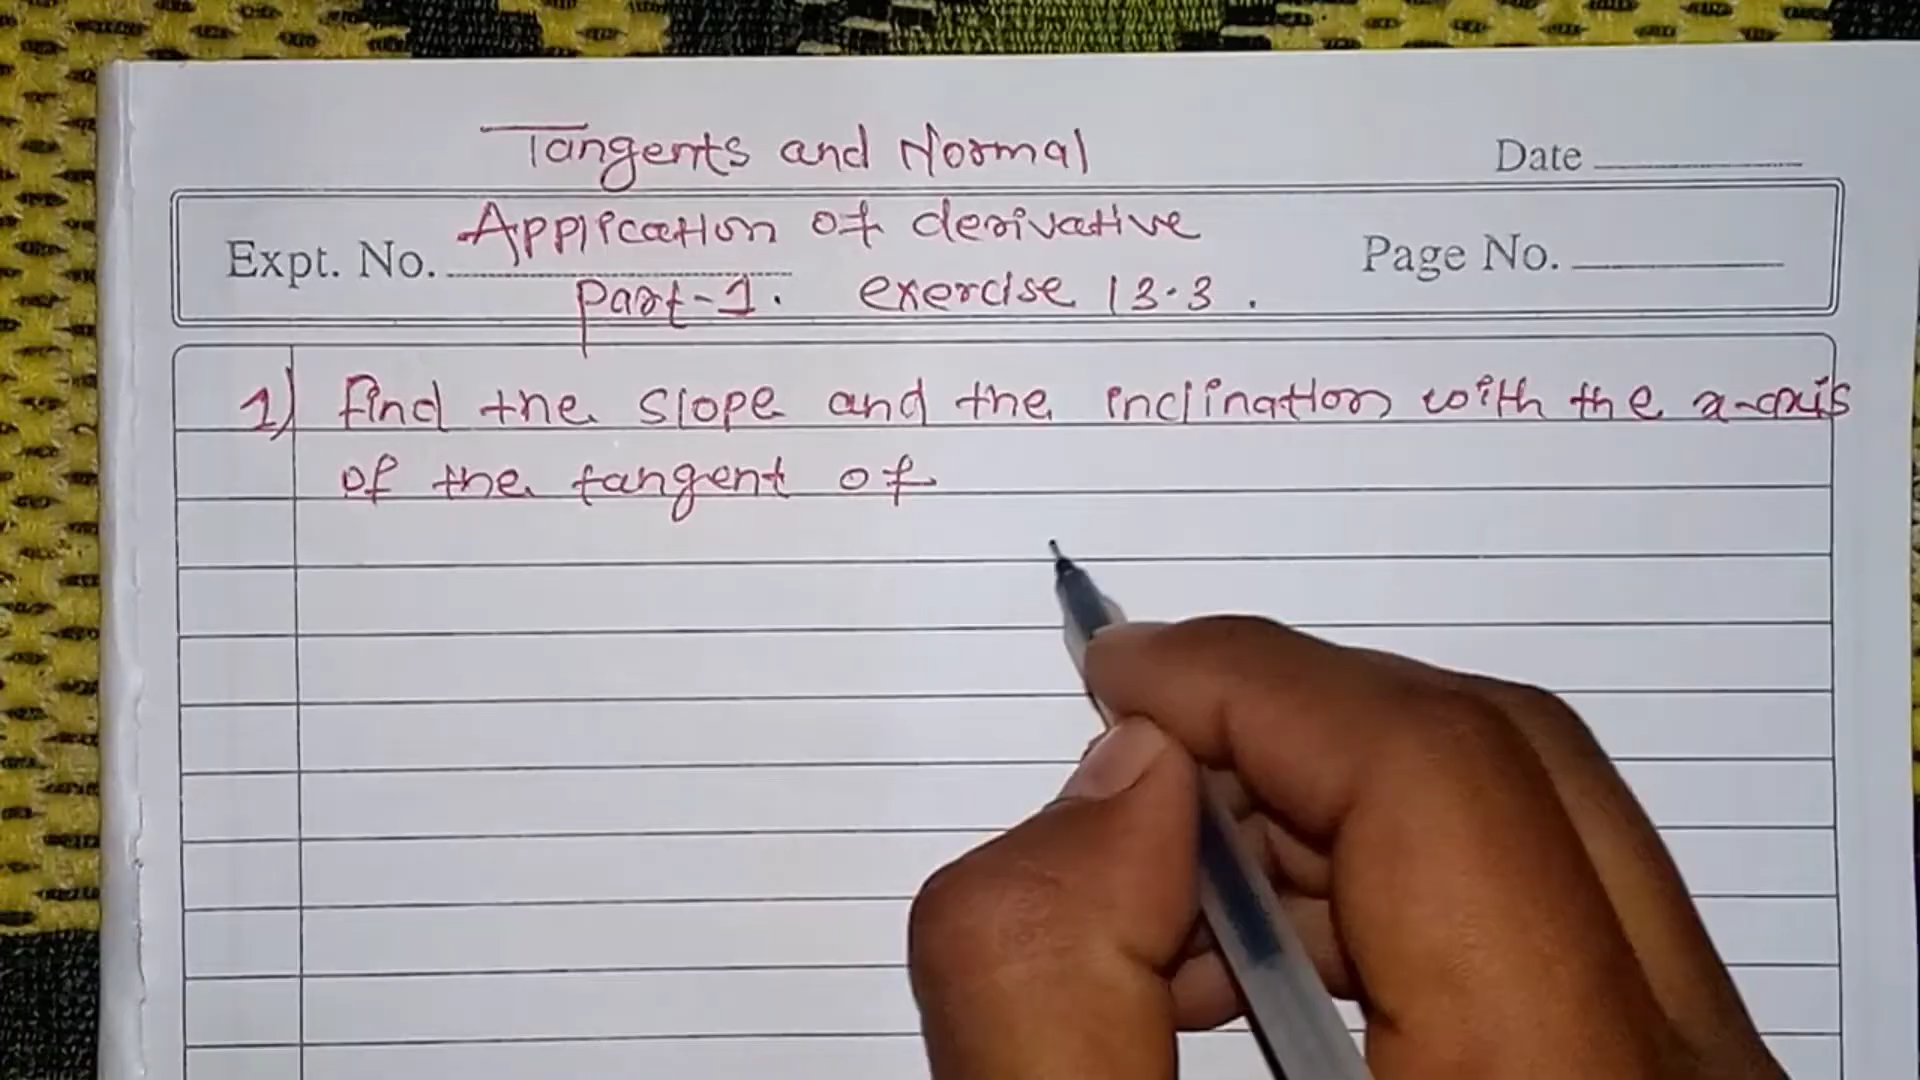 Tangents and Normal
Date
Application of derivative
Expt. No.
Page No.
part-1. exercise 13.3.
1) find the slope and the inclination with the x-axis
of the tangent of